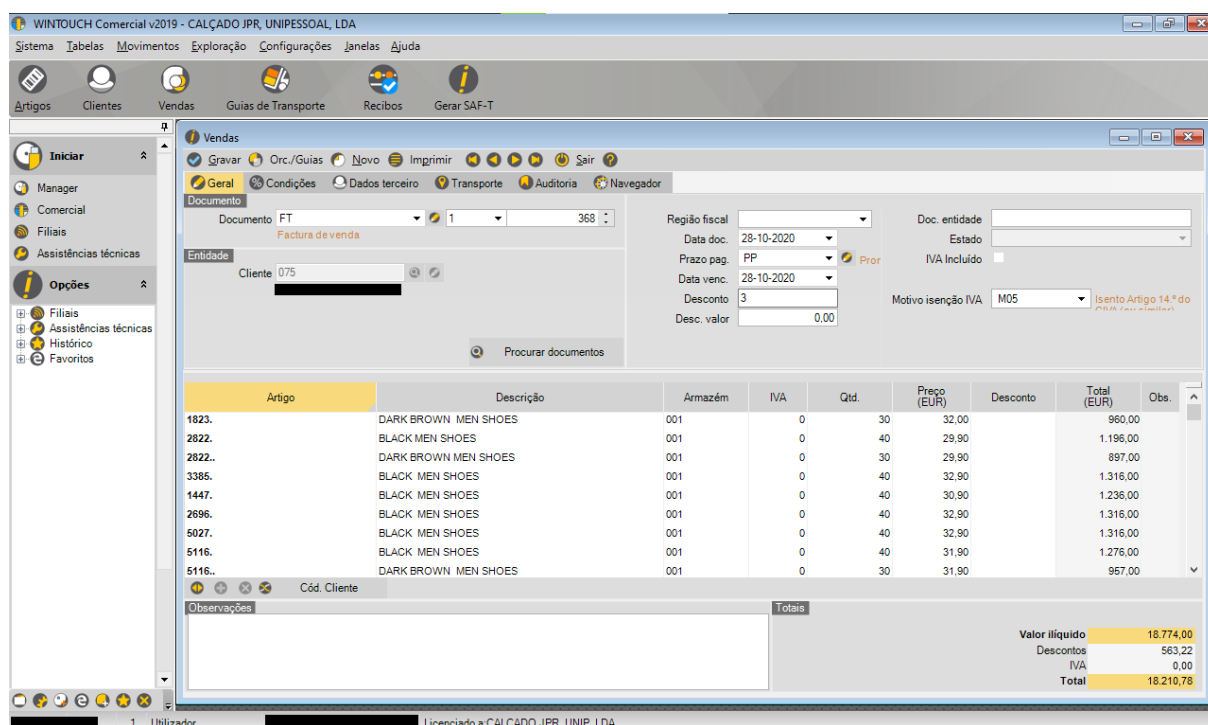 WINTOUCH Comercial v2019 - CALÇADO JPR, UNIPESSOAL, LDA
Sistema Tabelas Movimentos Exploração Configurações Janelas Ajuda
Artigos Clientes Vendas Guias de Transporte Recibos Gerar SAF-T
Iniciar
Manager
Comercial
Filiais
Assistências técnicas
Opções
Filiais
Assistências técnicas
Histórico
Favoritos
Vendas
Gravar Orc./Guias Novo Imprimir Sair
Geral Condições Dados terceiro Transporte Auditoria Navegador
Documento
Documento FT 1 368
Factura de venda
Entidade
Cliente 075
Procurar documentos
Região fiscal
Data doc. 28-10-2020
Prazo pag. PP Pror
Data venc. 28-10-2020
Desconto 3
Desc. valor 0,00
Doc. entidade
Estado
IVA Incluído
Motivo isenção IVA M05 Isento Artigo 14.º do
CIVA (ou similar)
Artigo Descrição Armazém IVA Qtd. Preço (EUR) Desconto Total (EUR) Obs.
1823. DARK BROWN MEN SHOES 001 0 30 32,00 960,00
2822. BLACK MEN SHOES 001 0 40 29,90 1.196,00
2822.. DARK BROWN MEN SHOES 001 0 30 29,90 897,00
3385. BLACK MEN SHOES 001 0 40 32,90 1.316,00
1447. BLACK MEN SHOES 001 0 40 30,90 1.236,00
2696. BLACK MEN SHOES 001 0 40 32,90 1.316,00
5027. BLACK MEN SHOES 001 0 40 32,90 1.316,00
5116. BLACK MEN SHOES 001 0 40 31,90 1.276,00
5116.. DARK BROWN MEN SHOES 001 0 30 31,90 957,00
Cód. Cliente
Observações
Totais
Valor ilíquido 18.774,00
Descontos 563,22
IVA 0,00
Total 18.210,78
1 Utilizador Licenciado a:CALÇADO JPR, UNIP. LDA